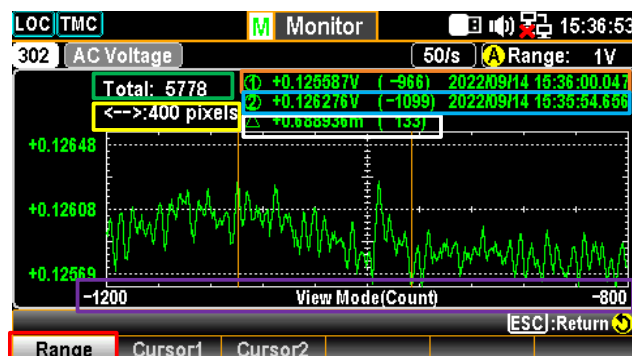 LOC TMC M Monitor 15:36:53
302 AC Voltage 50/s A Range: 1V
Total: 5778
<-->:400 pixels
① +0.125587V (-966) 2022/09/14 15:36:00.047
② +0.126276V (-1099) 2022/09/14 15:35:54.656
△ +0.688936m ( 133)
+0.12648
+0.12608
+0.12569
-1200 View Mode(Count) -800
ESC:Return
Range Cursor1 Cursor2